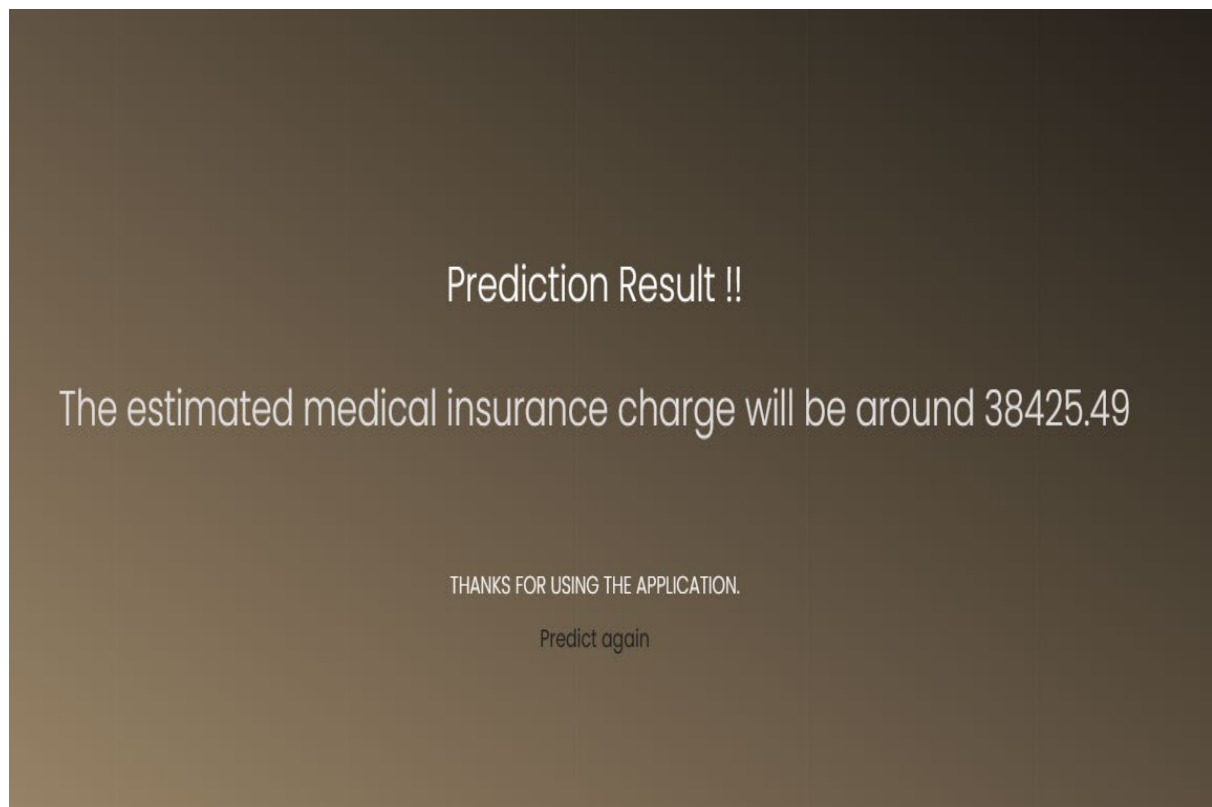 Prediction Result !!
The estimated medical insurance charge will be around 38425.49
THANKS FOR USING THE APPLICATION.
Predict again